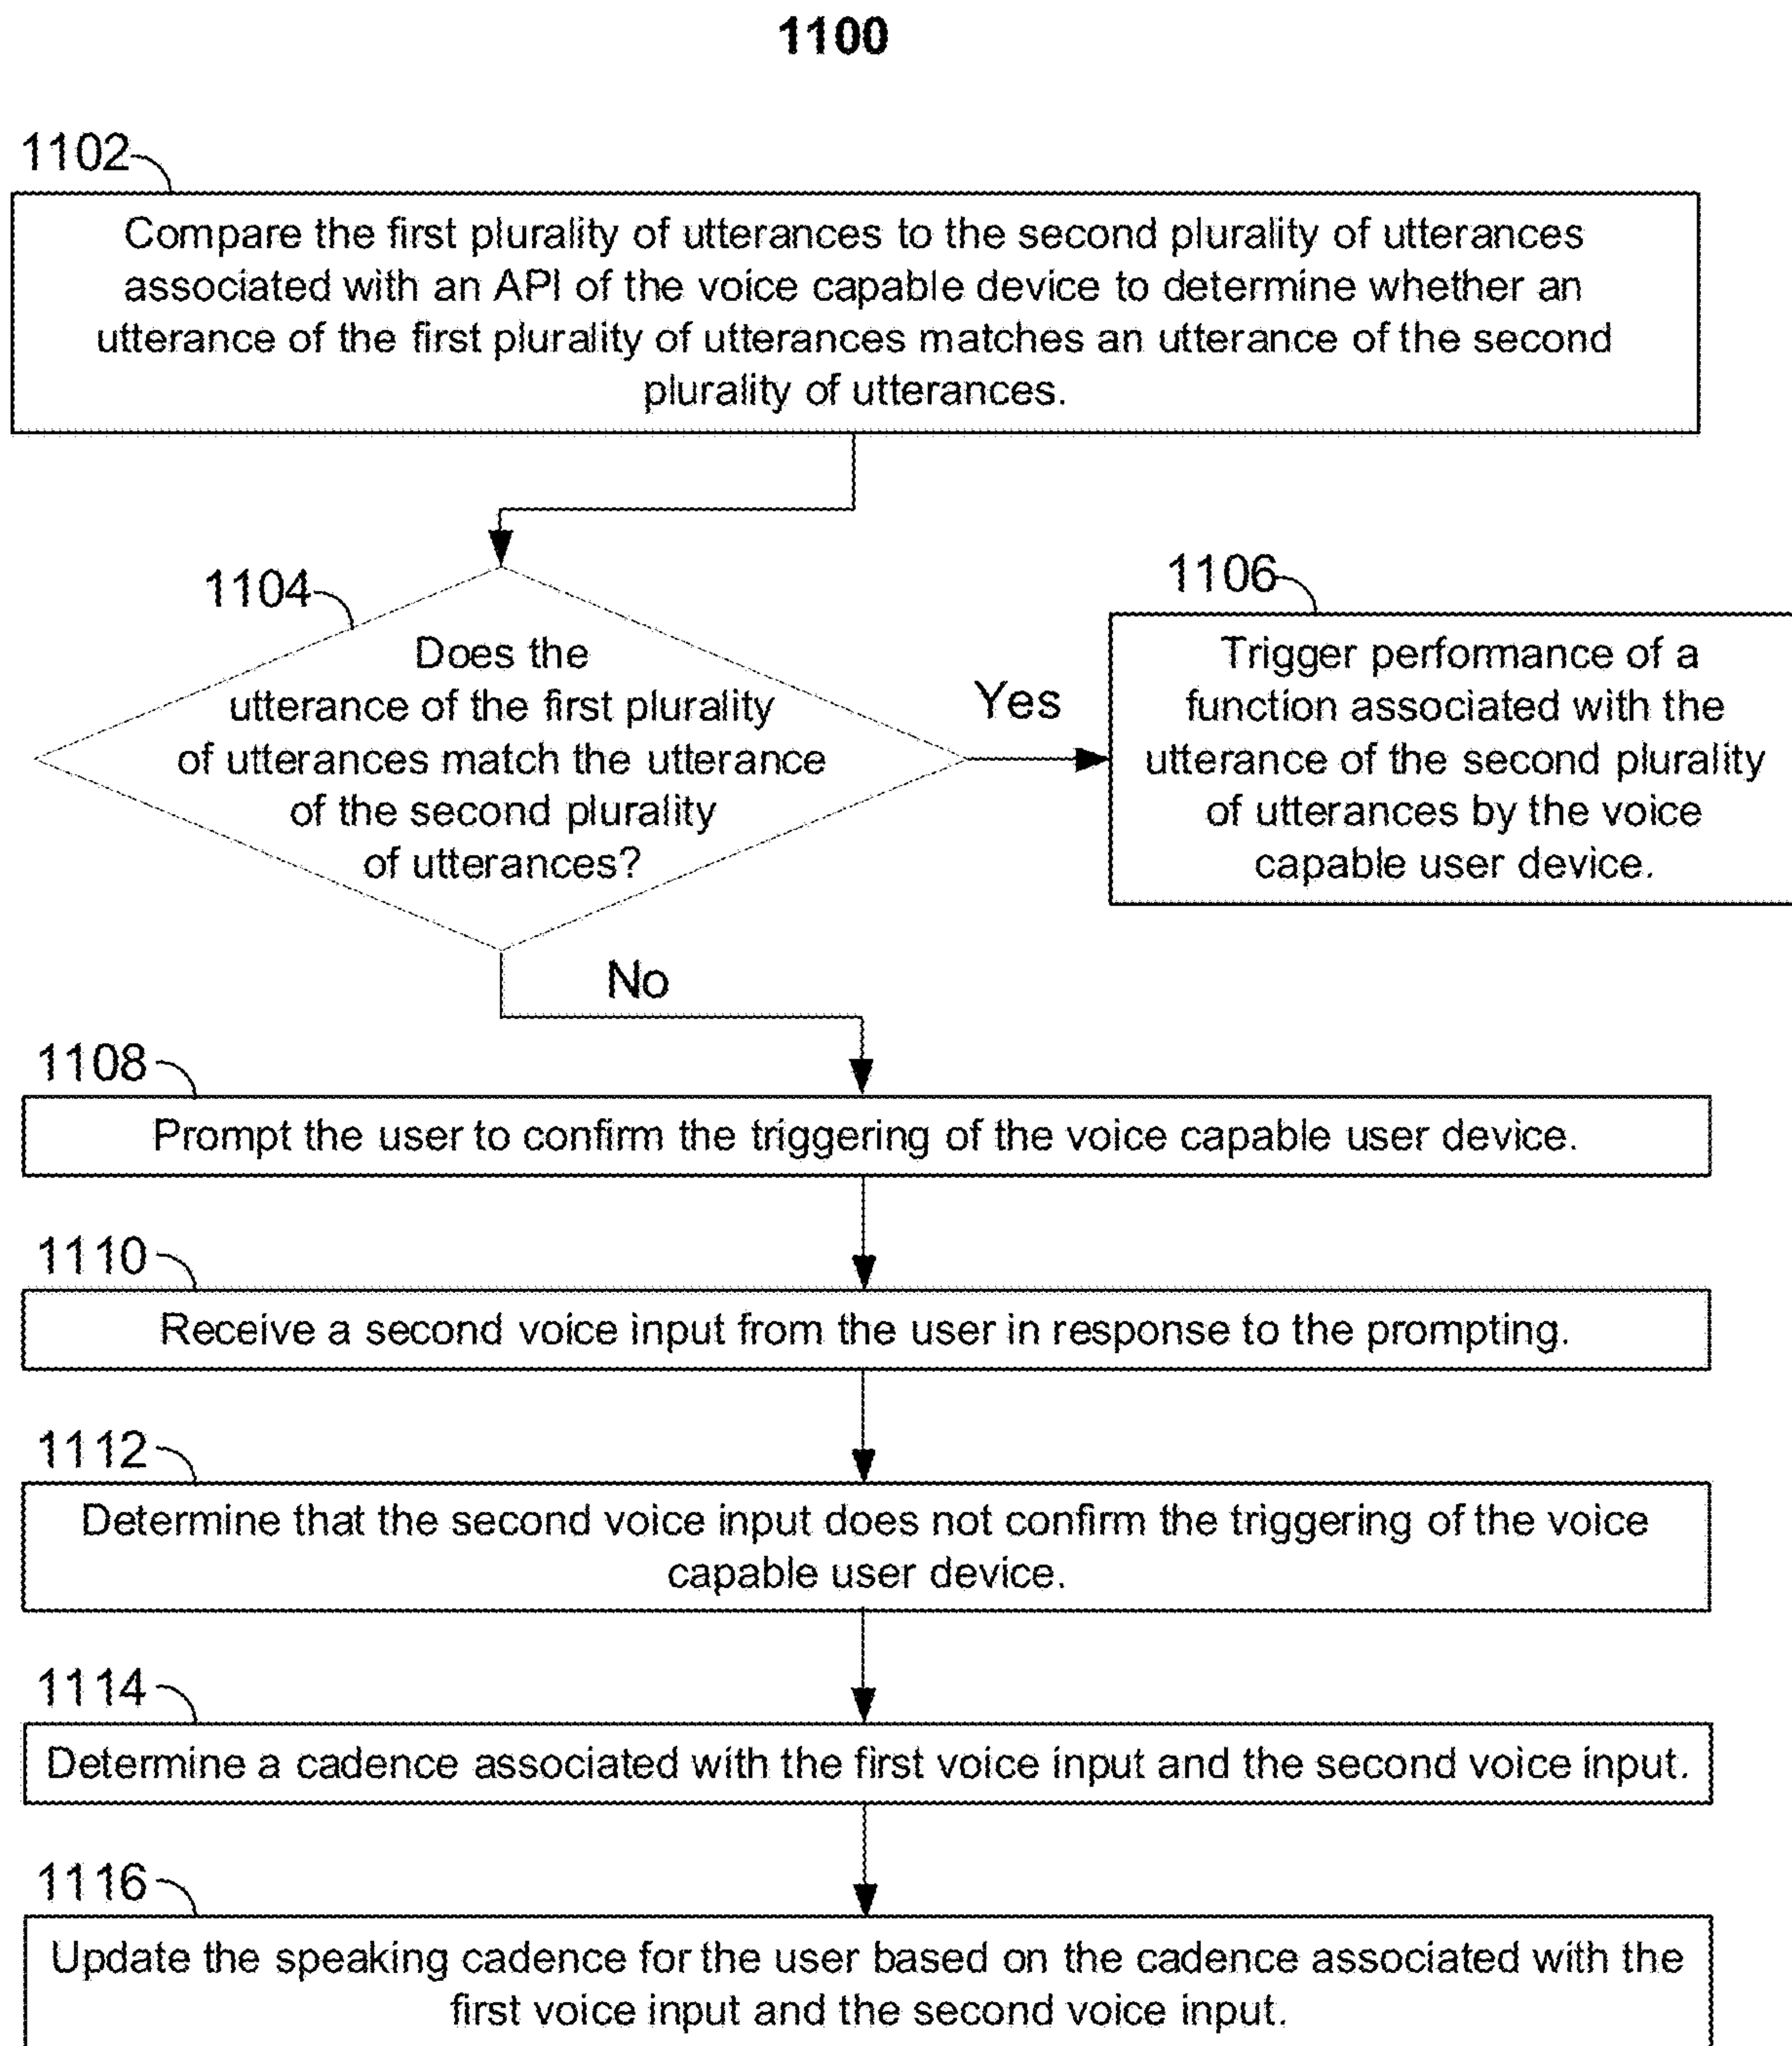 1100
1102
Compare the first plurality of utterances to the second plurality of utterances
associated with an API of the voice capable device to determine whether an
utterance of the first plurality of utterances matches an utterance of the second
plurality of utterances.
1104
Does the
utterance of the first plurality
of utterances match the utterance
of the second plurality
of utterances?
Yes
1106
Trigger performance of a
function associated with the
utterance of the second plurality
of utterances by the voice
capable user device.
No
1108
Prompt the user to confirm the triggering of the voice capable user device.
1110
Receive a second voice input from the user in response to the prompting.
1112
Determine that the second voice input does not confirm the triggering of the voice
capable user device.
1114
Determine a cadence associated with the first voice input and the second voice input.
1116
Update the speaking cadence for the user based on the cadence associated with the
first voice input and the second voice input.